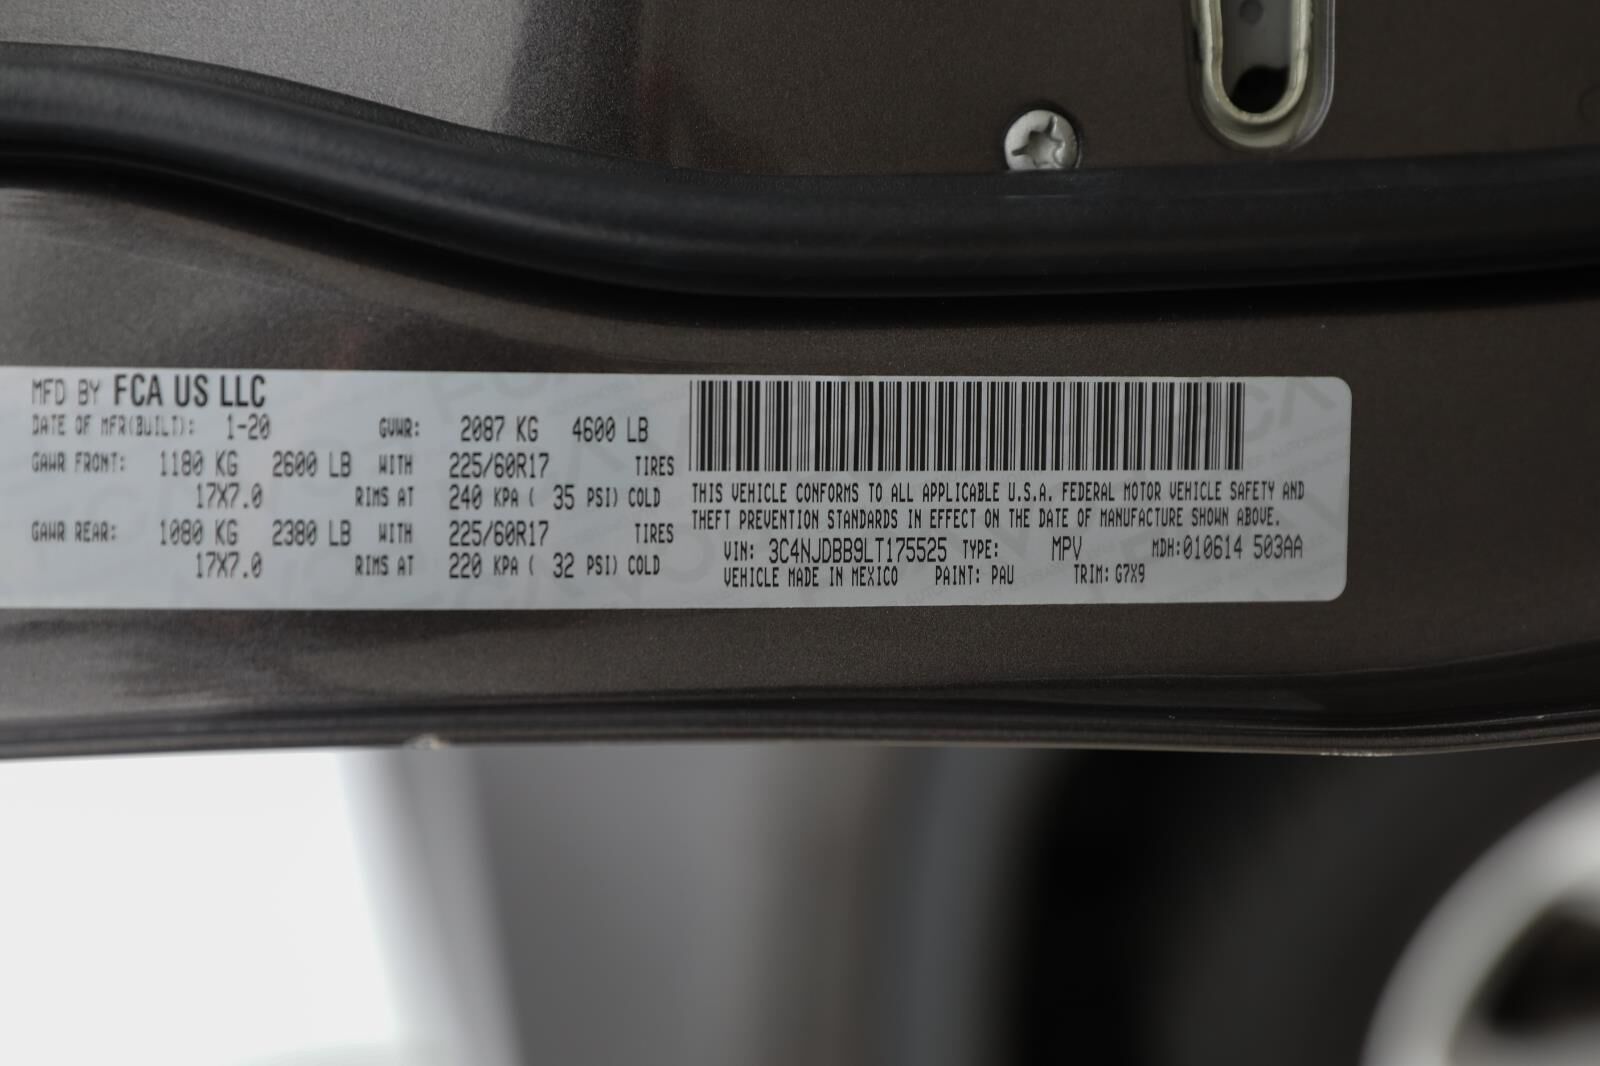 MFD BY FCA US LLC
DATE OF MFR(BUILT): 1-20 GVWR: 2087 KG 4600 LB
GAWR FRONT: 1180 KG 2600 LB WITH 225/60R17 TIRES
17X7.0 RIMS AT 240 KPA ( 35 PSI) COLD
GAWR REAR: 1080 KG 2380 LB WITH 225/60R17 TIRES
17X7.0 RIMS AT 220 KPA ( 32 PSI) COLD
THIS VEHICLE CONFORMS TO ALL APPLICABLE U.S.A. FEDERAL MOTOR VEHICLE SAFETY AND
THEFT PREVENTION STANDARDS IN EFFECT ON THE DATE OF MANUFACTURE SHOWN ABOVE.
VIN: 3C4NJDBB9LT175525 TYPE: MPV MDH:010614 503AA
VEHICLE MADE IN MEXICO PAINT: PAU TRIM: G7X9